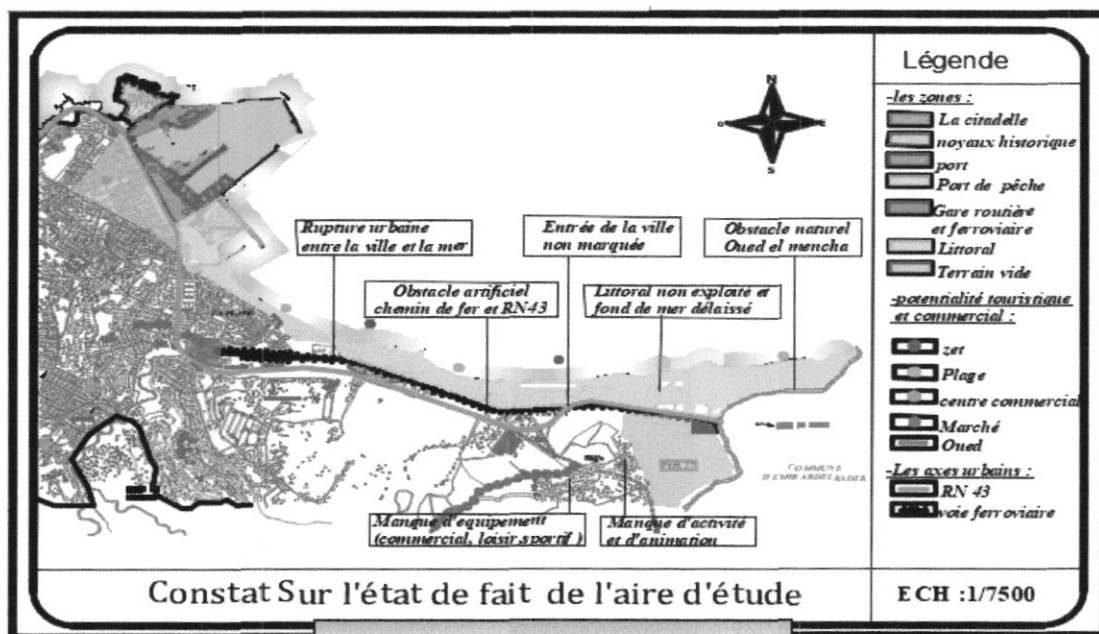 Légende
-les zones :
La citadelle
noyaux historique
port
Port de pêche
Gare routière
et ferroviaire
Littoral
Terrain vide
-potentialité touristique
et commercial :
zet
Plage
centre commercial
Marché
Oued
-Les axes urbains :
RN 43
voie ferroviaire
N
E
S
Rupture urbaine
entre la ville et la mer
Entrée de la ville
non marquée
Obstacle naturel
Oued el mencha
Obstacle artificiel
chemin de fer et RN43
Littoral non exploité et
fond de mer délaissé
COMMUNE
D'EMIR ABDEL KADER
Manque d'equipement
(commercial, loisir,sportif )
Manque d'activité
et d'animation
Constat Sur l'état de fait de l'aire d'étude
ECH :1/7500